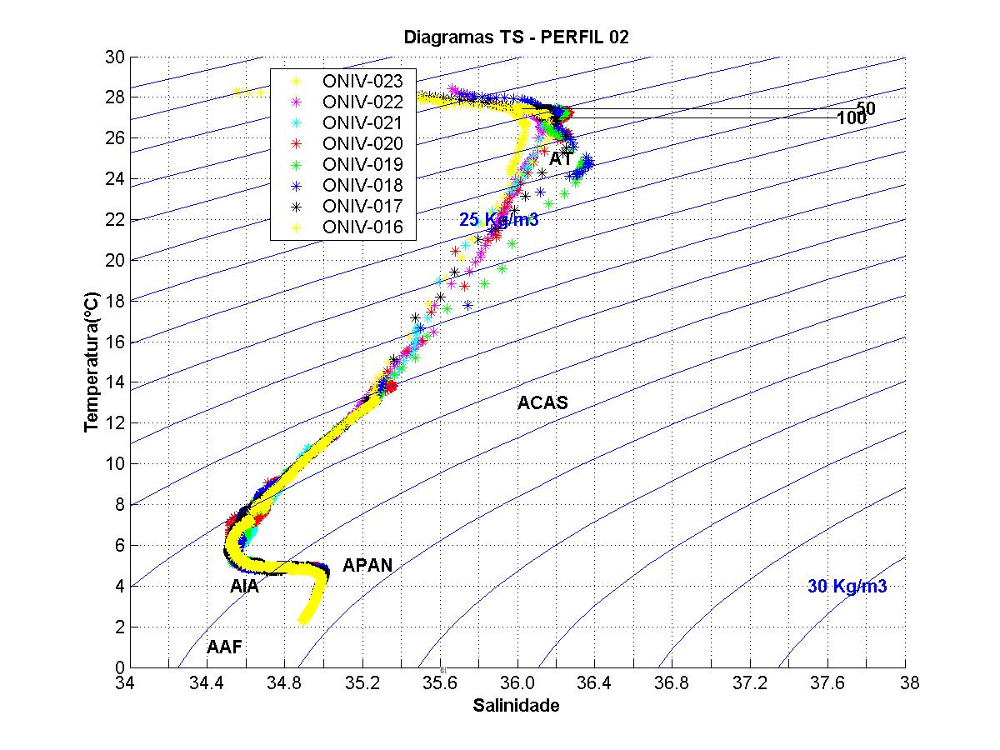 Diagramas TS - PERFIL 02
30
28
26
24
22
20
18
16
14
12
10
8
6
4
2
0
Temperatura(ºC)
ONIV-023
ONIV-022
ONIV-021
ONIV-020
ONIV-019
ONIV-018
ONIV-017
ONIV-016
50
100
AT
25 Kg/m3
ACAS
APAN
AIA
30 Kg/m3
AAF
34 34.4 34.8 35.2 35.6 36.0 36.4 36.8 37.2 37.6 38
Salinidade